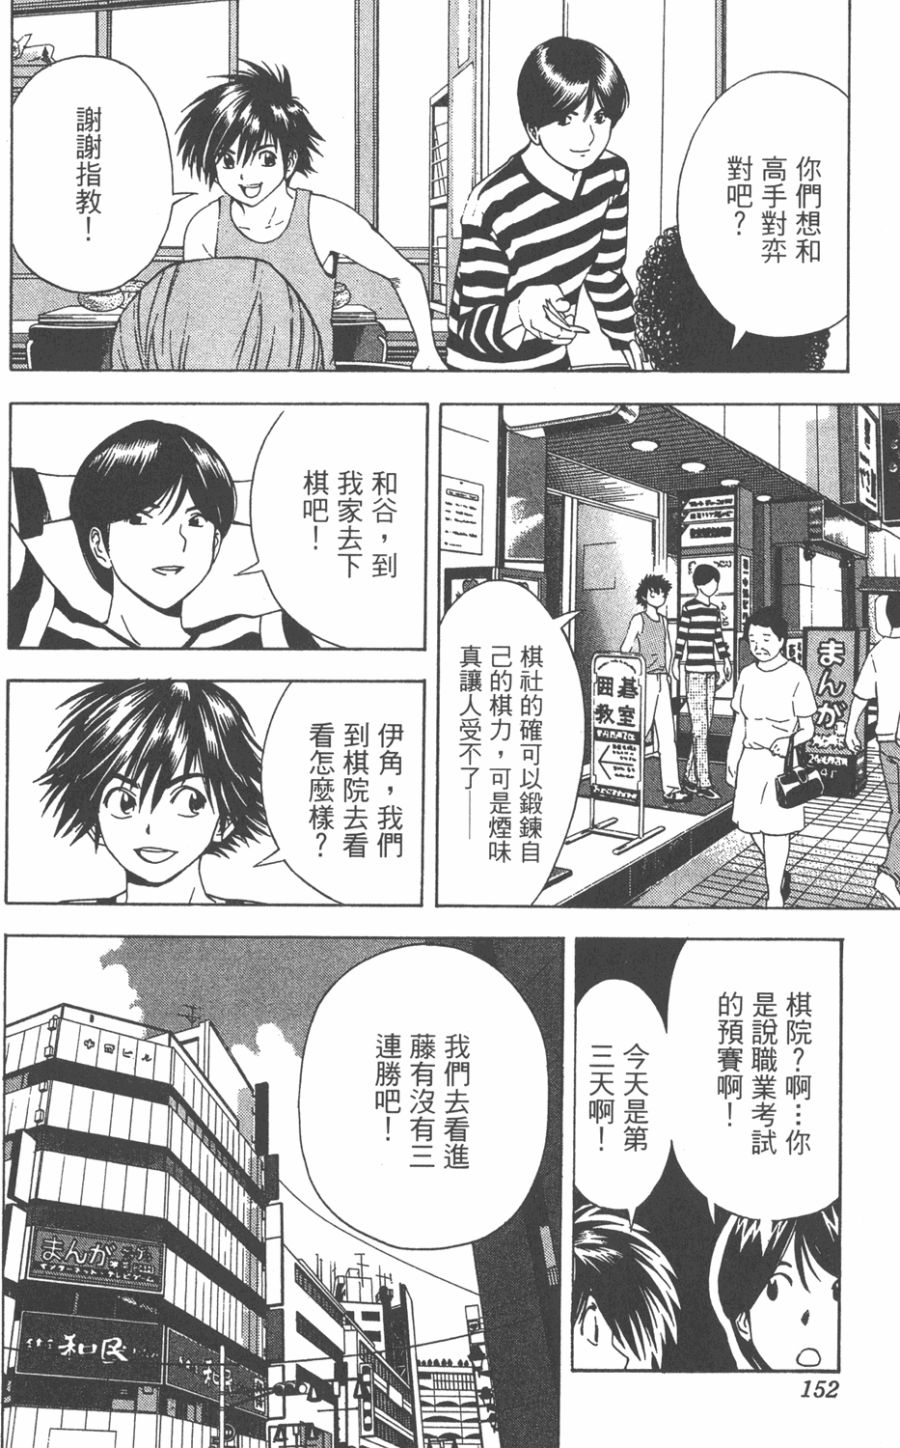 你們想和
高手對弈
對吧？
謝謝指教！
棋社的確可以鍛鍊自
己的棋力，可是煙味
真讓人受不了——
囲碁
教室
まんが
和谷，到
我家去下
棋吧！
伊角，我們
到棋院去看
看怎麼樣？
棋院？啊…你
是說職業考試
的預賽啊！
今天是第
三天啊！
我們去看進
藤有沒有三
連勝吧！
まんが
和民
152